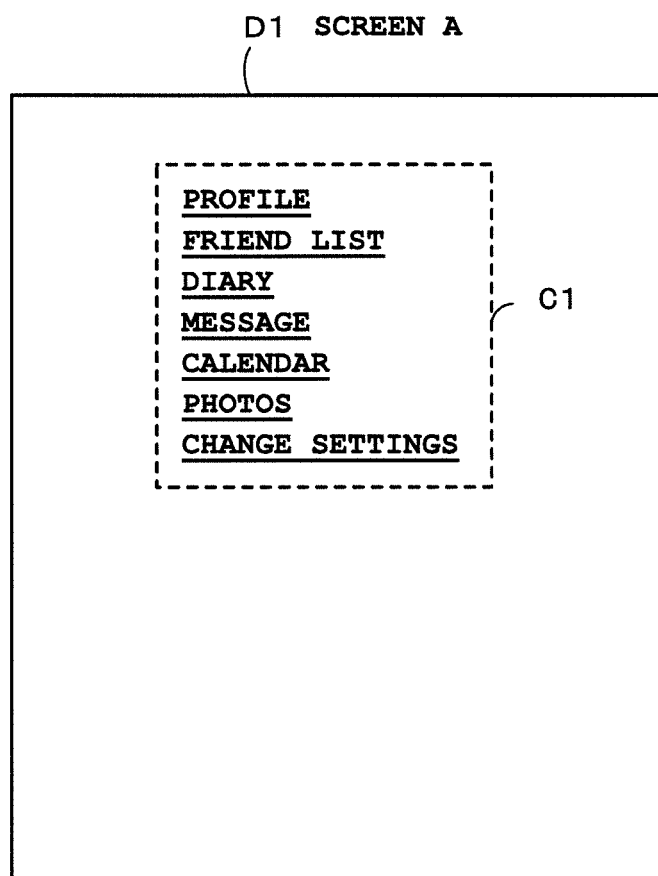 D1 SCREEN A
PROFILE
FRIEND LIST
DIARY
C1
MESSAGE
CALENDAR
PHOTOS
CHANGE SETTINGS